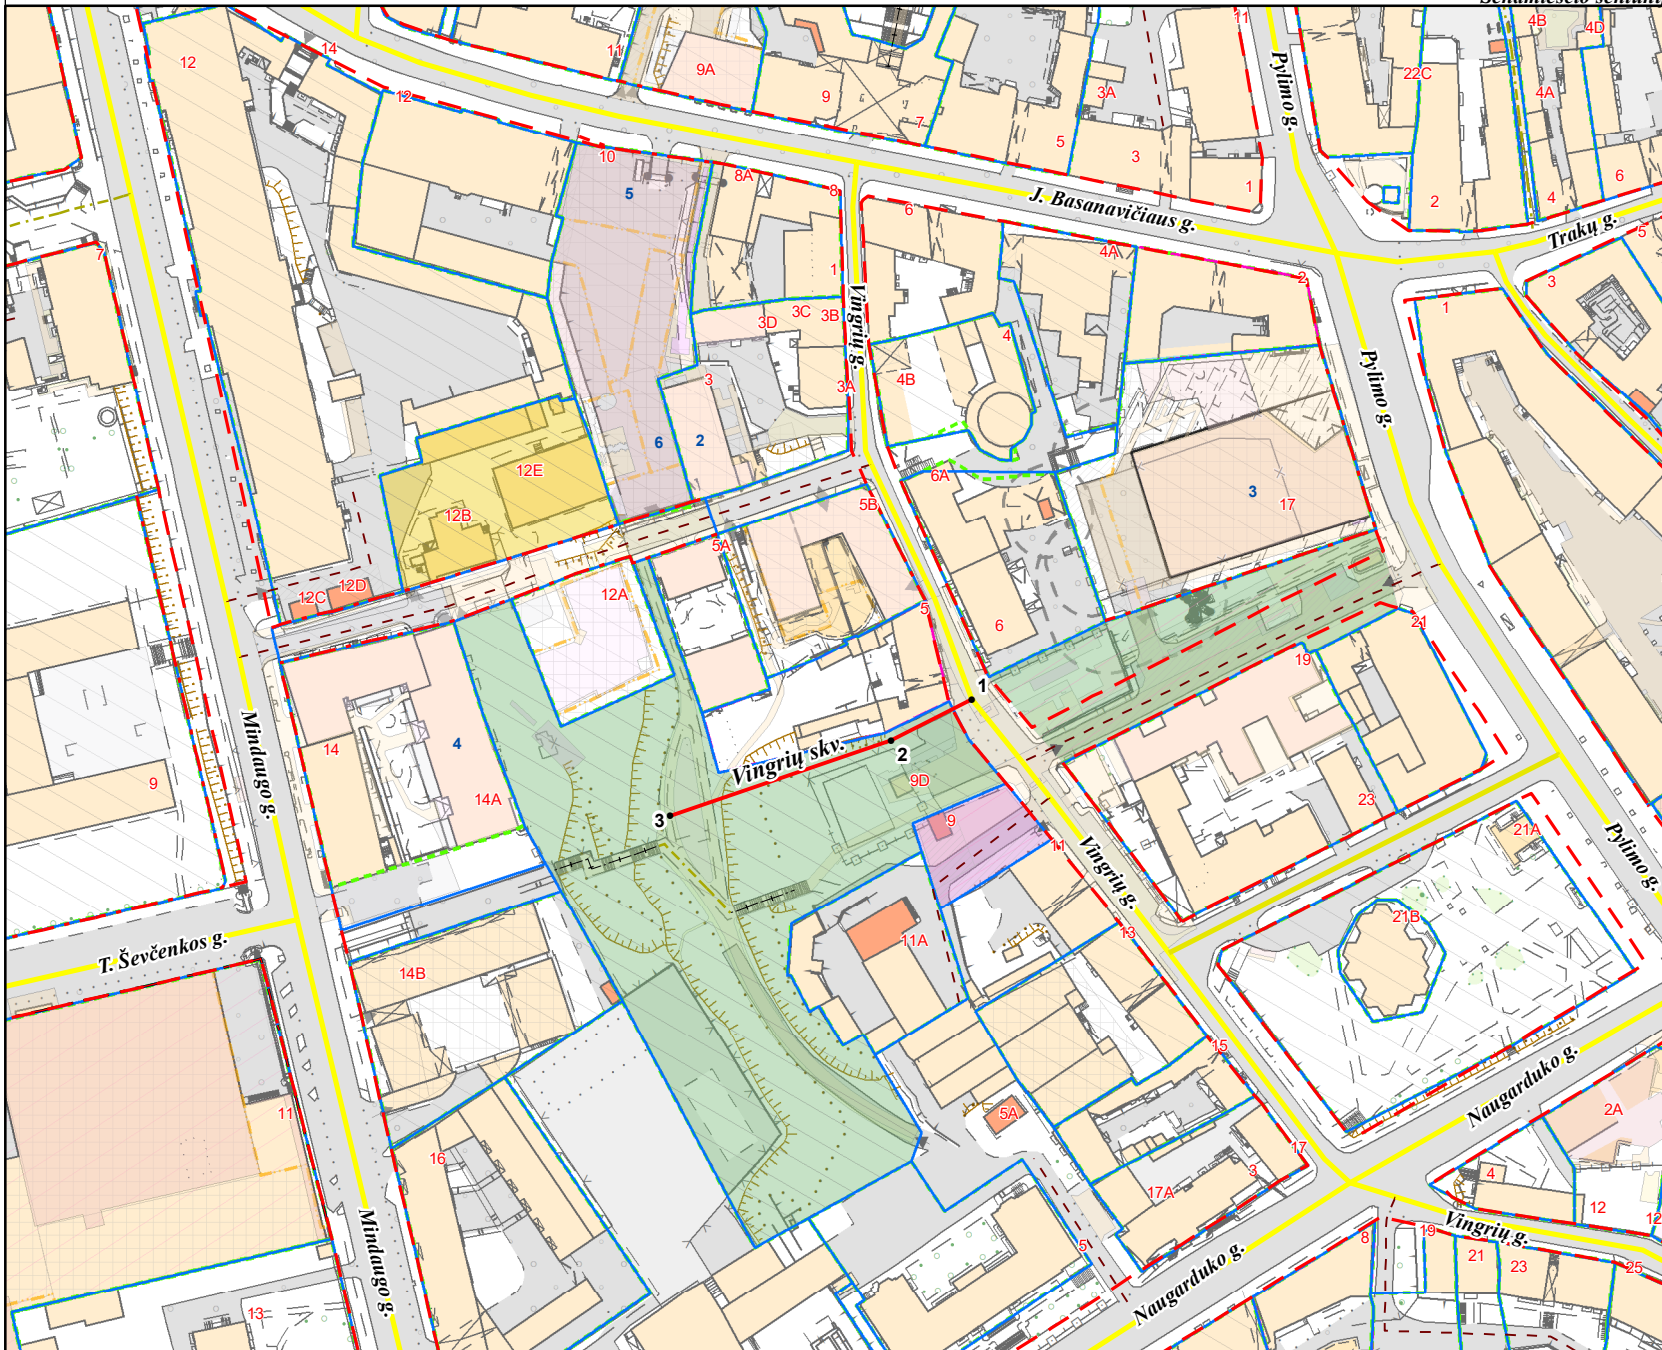 12
14
12
11
9A
9
7
11
3A
5
3
1
Pylimo g.
22C
4B
4D
4A
2
4
6
10
5
8A
8
6
J. Basanavičiaus g.
4A
2
Trakų g.
5
3
1
7
1
3C
3B
3D
Vingrių g.
3A
3
4
4B
Pylimo g.
6
2
12E
12B
6A
5B
3
17
5A
12C
12D
12A
5
6
21
19
1
Mindaugo g.
14
4
14A
Vingrių skv.
2
9D
3
9
9
11
23
21A
Pylimo g.
Vingrių g.
21B
13
T. Ševčenkos g.
14B
11A
15
Naugarduko g.
11
5A
2A
16
17
3
17A
4
12
12
Mindaugo g.
13
5
Naugarduko g.
8
19
Vingrių g.
21
23
25